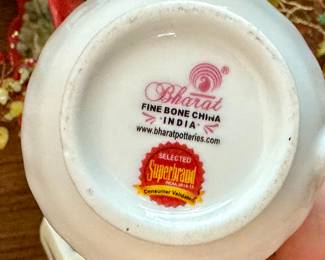 Bharat ®
FINE BONE CHINA
INDIA
www.bharatpotteries.com
SELECTED
Superbrand
Consumer Validated